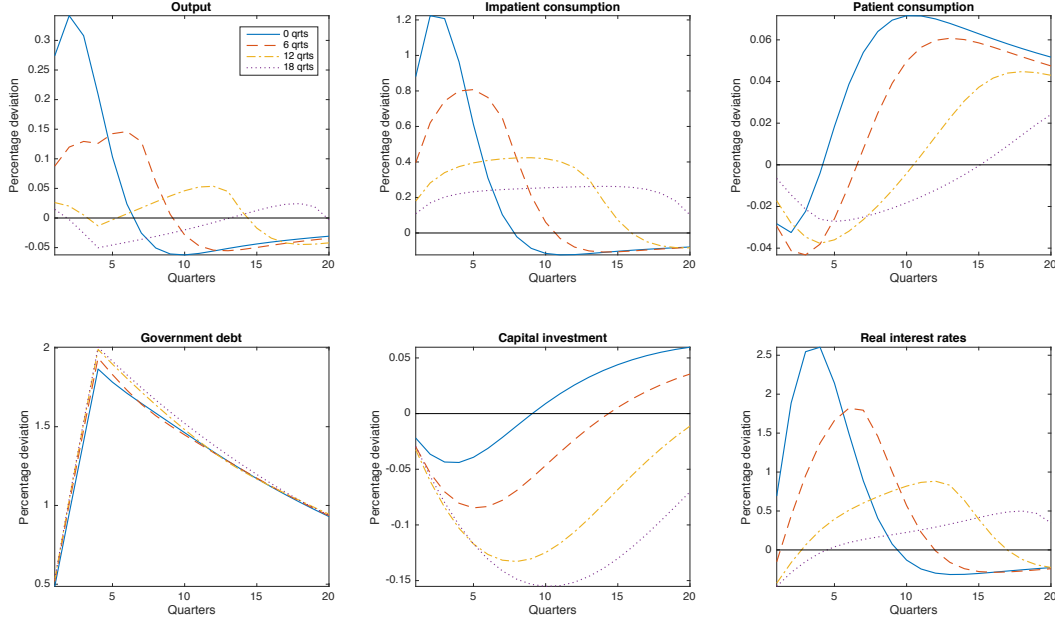 Output
Percentage deviation
0.3
0.25
0.2
0.15
0.1
0.05
0
-0.05
5
10
15
20
Quarters
0 qrts
6 qrts
12 qrts
18 qrts
Impatient consumption
Percentage deviation
1.2
1
0.8
0.6
0.4
0.2
0
5
10
15
20
Quarters
Patient consumption
Percentage deviation
0.06
0.04
0.02
0
-0.02
-0.04
5
10
15
20
Quarters
Government debt
Percentage deviation
2
1.5
1
0.5
5
10
15
20
Quarters
Capital investment
Percentage deviation
0.05
0
-0.05
-0.1
-0.15
5
10
15
20
Quarters
Real interest rates
Percentage deviation
2.5
2
1.5
1
0.5
0
5
10
15
20
Quarters